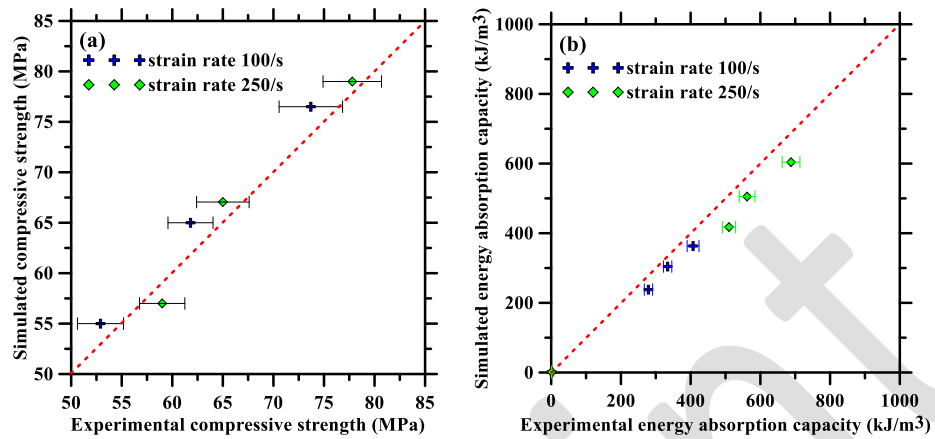 (a)
strain rate 100/s
strain rate 250/s
85
80
75
70
65
60
55
50
50 55 60 65 70 75 80 85
Simulated compressive strength (MPa)
Experimental compressive strength (MPa)
(b)
strain rate 100/s
strain rate 250/s
1000
800
600
400
200
0
0 200 400 600 800 1000
Simulated energy absorption capacity (kJ/m³)
Experimental energy absorption capacity (kJ/m³)